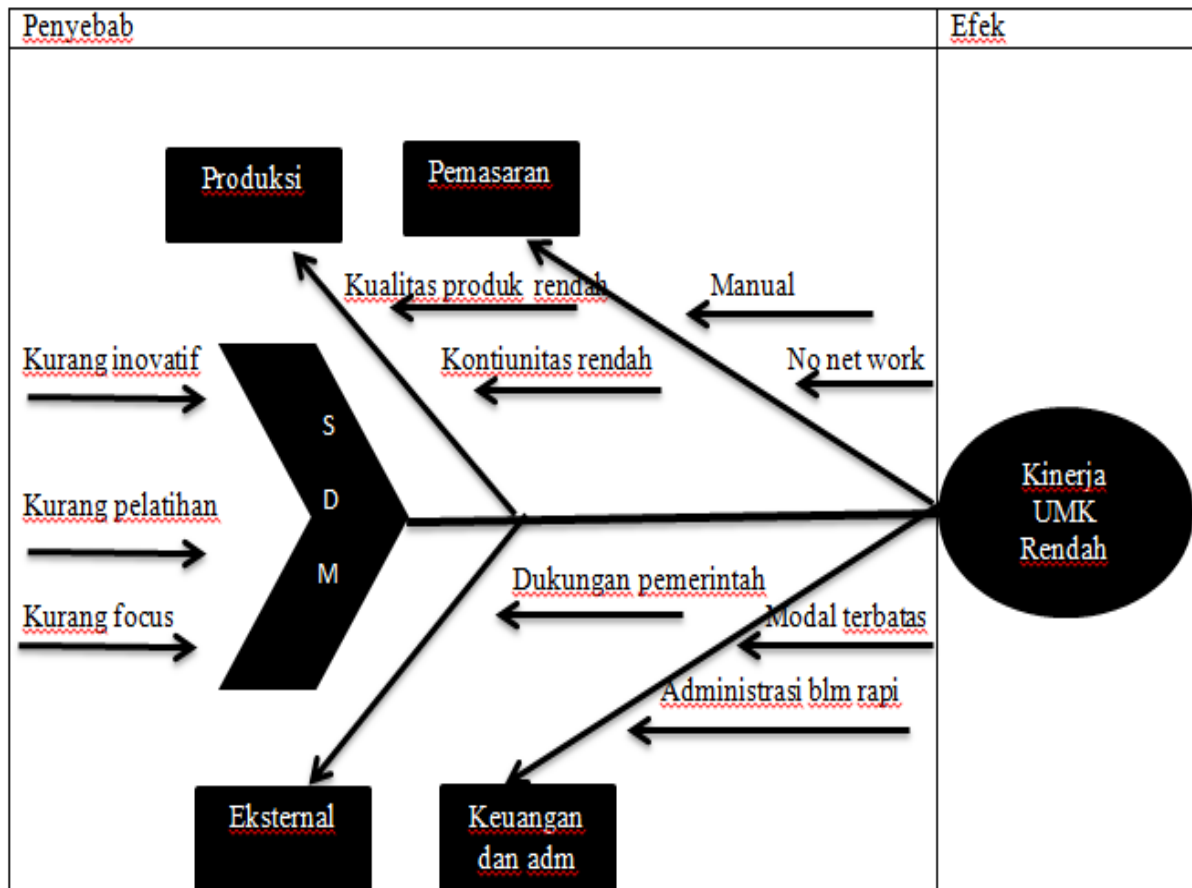 Penyebab
Efek
Produksi
Pemasaran
Kualitas produk rendah
Manual
Kurang inovatif
Kontiunitas rendah
No net work
S
D
M
Kurang pelatihan
Kinerja
UMK
Rendah
Dukungan pemerintah
Kurang focus
Modal terbatas
Administrasi blm rapi
Eksternal
Keuangan
dan adm